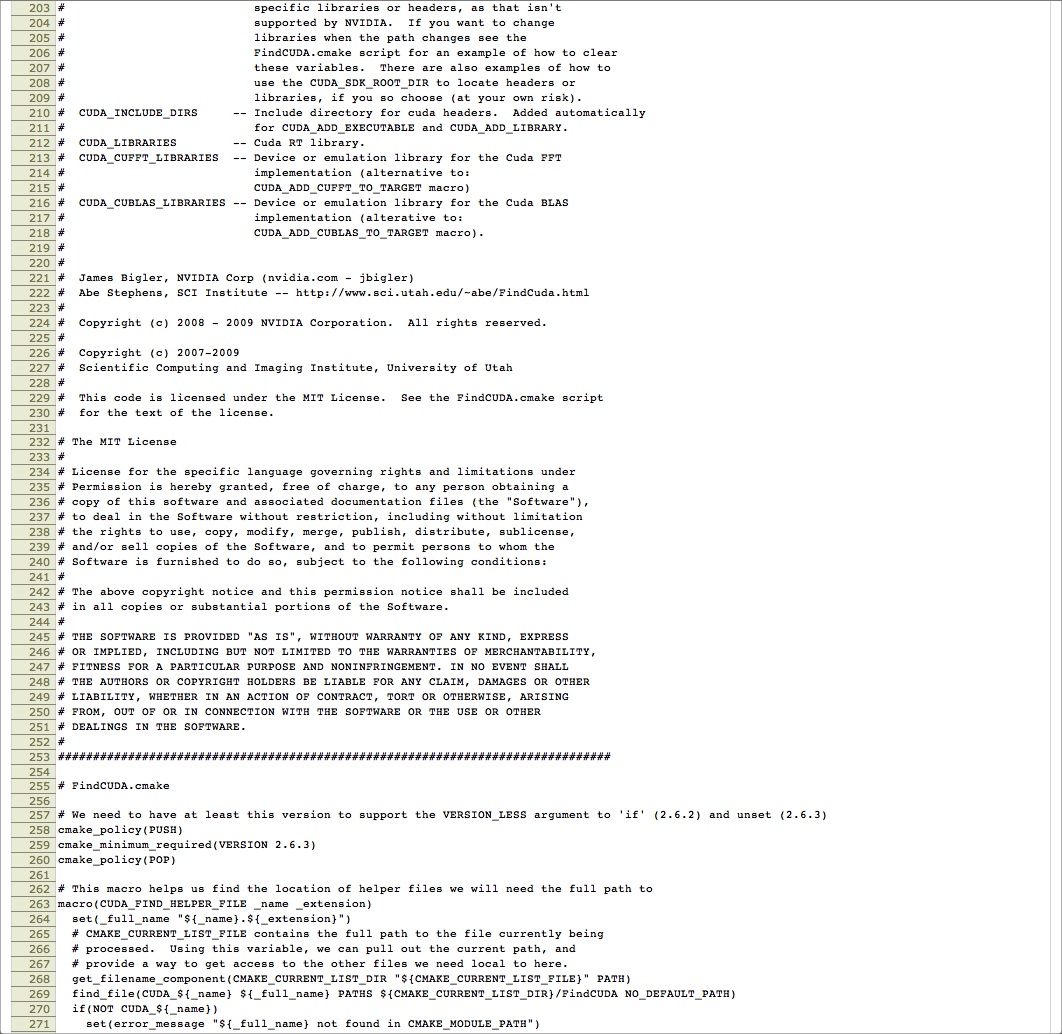 203 #                           specific libraries or headers, as that isn't
204 #                           supported by NVIDIA.  If you want to change
205 #                           libraries when the path changes see the
206 #                           FindCUDA.cmake script for an example of how to clear
207 #                           these variables.  There are also examples of how to
208 #                           use the CUDA_SDK_ROOT_DIR to locate headers or
209 #                           libraries, if you so choose (at your own risk).
210 #  CUDA_INCLUDE_DIRS     -- Include directory for cuda headers.  Added automatically
211 #                           for CUDA_ADD_EXECUTABLE and CUDA_ADD_LIBRARY.
212 #  CUDA_LIBRARIES        -- Cuda RT library.
213 #  CUDA_CUFFT_LIBRARIES  -- Device or emulation library for the Cuda FFT
214 #                           implementation (alternative to:
215 #                           CUDA_ADD_CUFFT_TO_TARGET macro)
216 #  CUDA_CUBLAS_LIBRARIES -- Device or emulation library for the Cuda BLAS
217 #                           implementation (alterative to:
218 #                           CUDA_ADD_CUBLAS_TO_TARGET macro).
219 #
220 #
221 #  James Bigler, NVIDIA Corp (nvidia.com - jbigler)
222 #  Abe Stephens, SCI Institute -- http://www.sci.utah.edu/~abe/FindCuda.html
223 #
224 #  Copyright (c) 2008 - 2009 NVIDIA Corporation.  All rights reserved.
225 #
226 #  Copyright (c) 2007-2009
227 #  Scientific Computing and Imaging Institute, University of Utah
228 #
229 #  This code is licensed under the MIT License.  See the FindCUDA.cmake script
230 #  for the text of the license.
231
232 # The MIT License
233 #
234 # License for the specific language governing rights and limitations under
235 # Permission is hereby granted, free of charge, to any person obtaining a
236 # copy of this software and associated documentation files (the "Software"),
237 # to deal in the Software without restriction, including without limitation
238 # the rights to use, copy, modify, merge, publish, distribute, sublicense,
239 # and/or sell copies of the Software, and to permit persons to whom the
240 # Software is furnished to do so, subject to the following conditions:
241 #
242 # The above copyright notice and this permission notice shall be included
243 # in all copies or substantial portions of the Software.
244 #
245 # THE SOFTWARE IS PROVIDED "AS IS", WITHOUT WARRANTY OF ANY KIND, EXPRESS
246 # OR IMPLIED, INCLUDING BUT NOT LIMITED TO THE WARRANTIES OF MERCHANTABILITY,
247 # FITNESS FOR A PARTICULAR PURPOSE AND NONINFRINGEMENT. IN NO EVENT SHALL
248 # THE AUTHORS OR COPYRIGHT HOLDERS BE LIABLE FOR ANY CLAIM, DAMAGES OR OTHER
249 # LIABILITY, WHETHER IN AN ACTION OF CONTRACT, TORT OR OTHERWISE, ARISING
250 # FROM, OUT OF OR IN CONNECTION WITH THE SOFTWARE OR THE USE OR OTHER
251 # DEALINGS IN THE SOFTWARE.
252 #
253 ###############################################################################
254
255 # FindCUDA.cmake
256
257 # We need to have at least this version to support the VERSION_LESS argument to 'if' (2.6.2) and unset (2.6.3)
258 cmake_policy(PUSH)
259 cmake_minimum_required(VERSION 2.6.3)
260 cmake_policy(POP)
261
262 # This macro helps us find the location of helper files we will need the full path to
263 macro(CUDA_FIND_HELPER_FILE _name _extension)
264   set(_full_name "${_name}.${_extension}")
265   # CMAKE_CURRENT_LIST_FILE contains the full path to the file currently being
266   # processed.  Using this variable, we can pull out the current path, and
267   # provide a way to get access to the other files we need local to here.
268   get_filename_component(CMAKE_CURRENT_LIST_DIR "${CMAKE_CURRENT_LIST_FILE}" PATH)
269   find_file(CUDA_${_name} ${_full_name} PATHS ${CMAKE_CURRENT_LIST_DIR}/FindCUDA NO_DEFAULT_PATH)
270   if(NOT CUDA_${_name})
271     set(error_message "${_full_name} not found in CMAKE_MODULE_PATH")